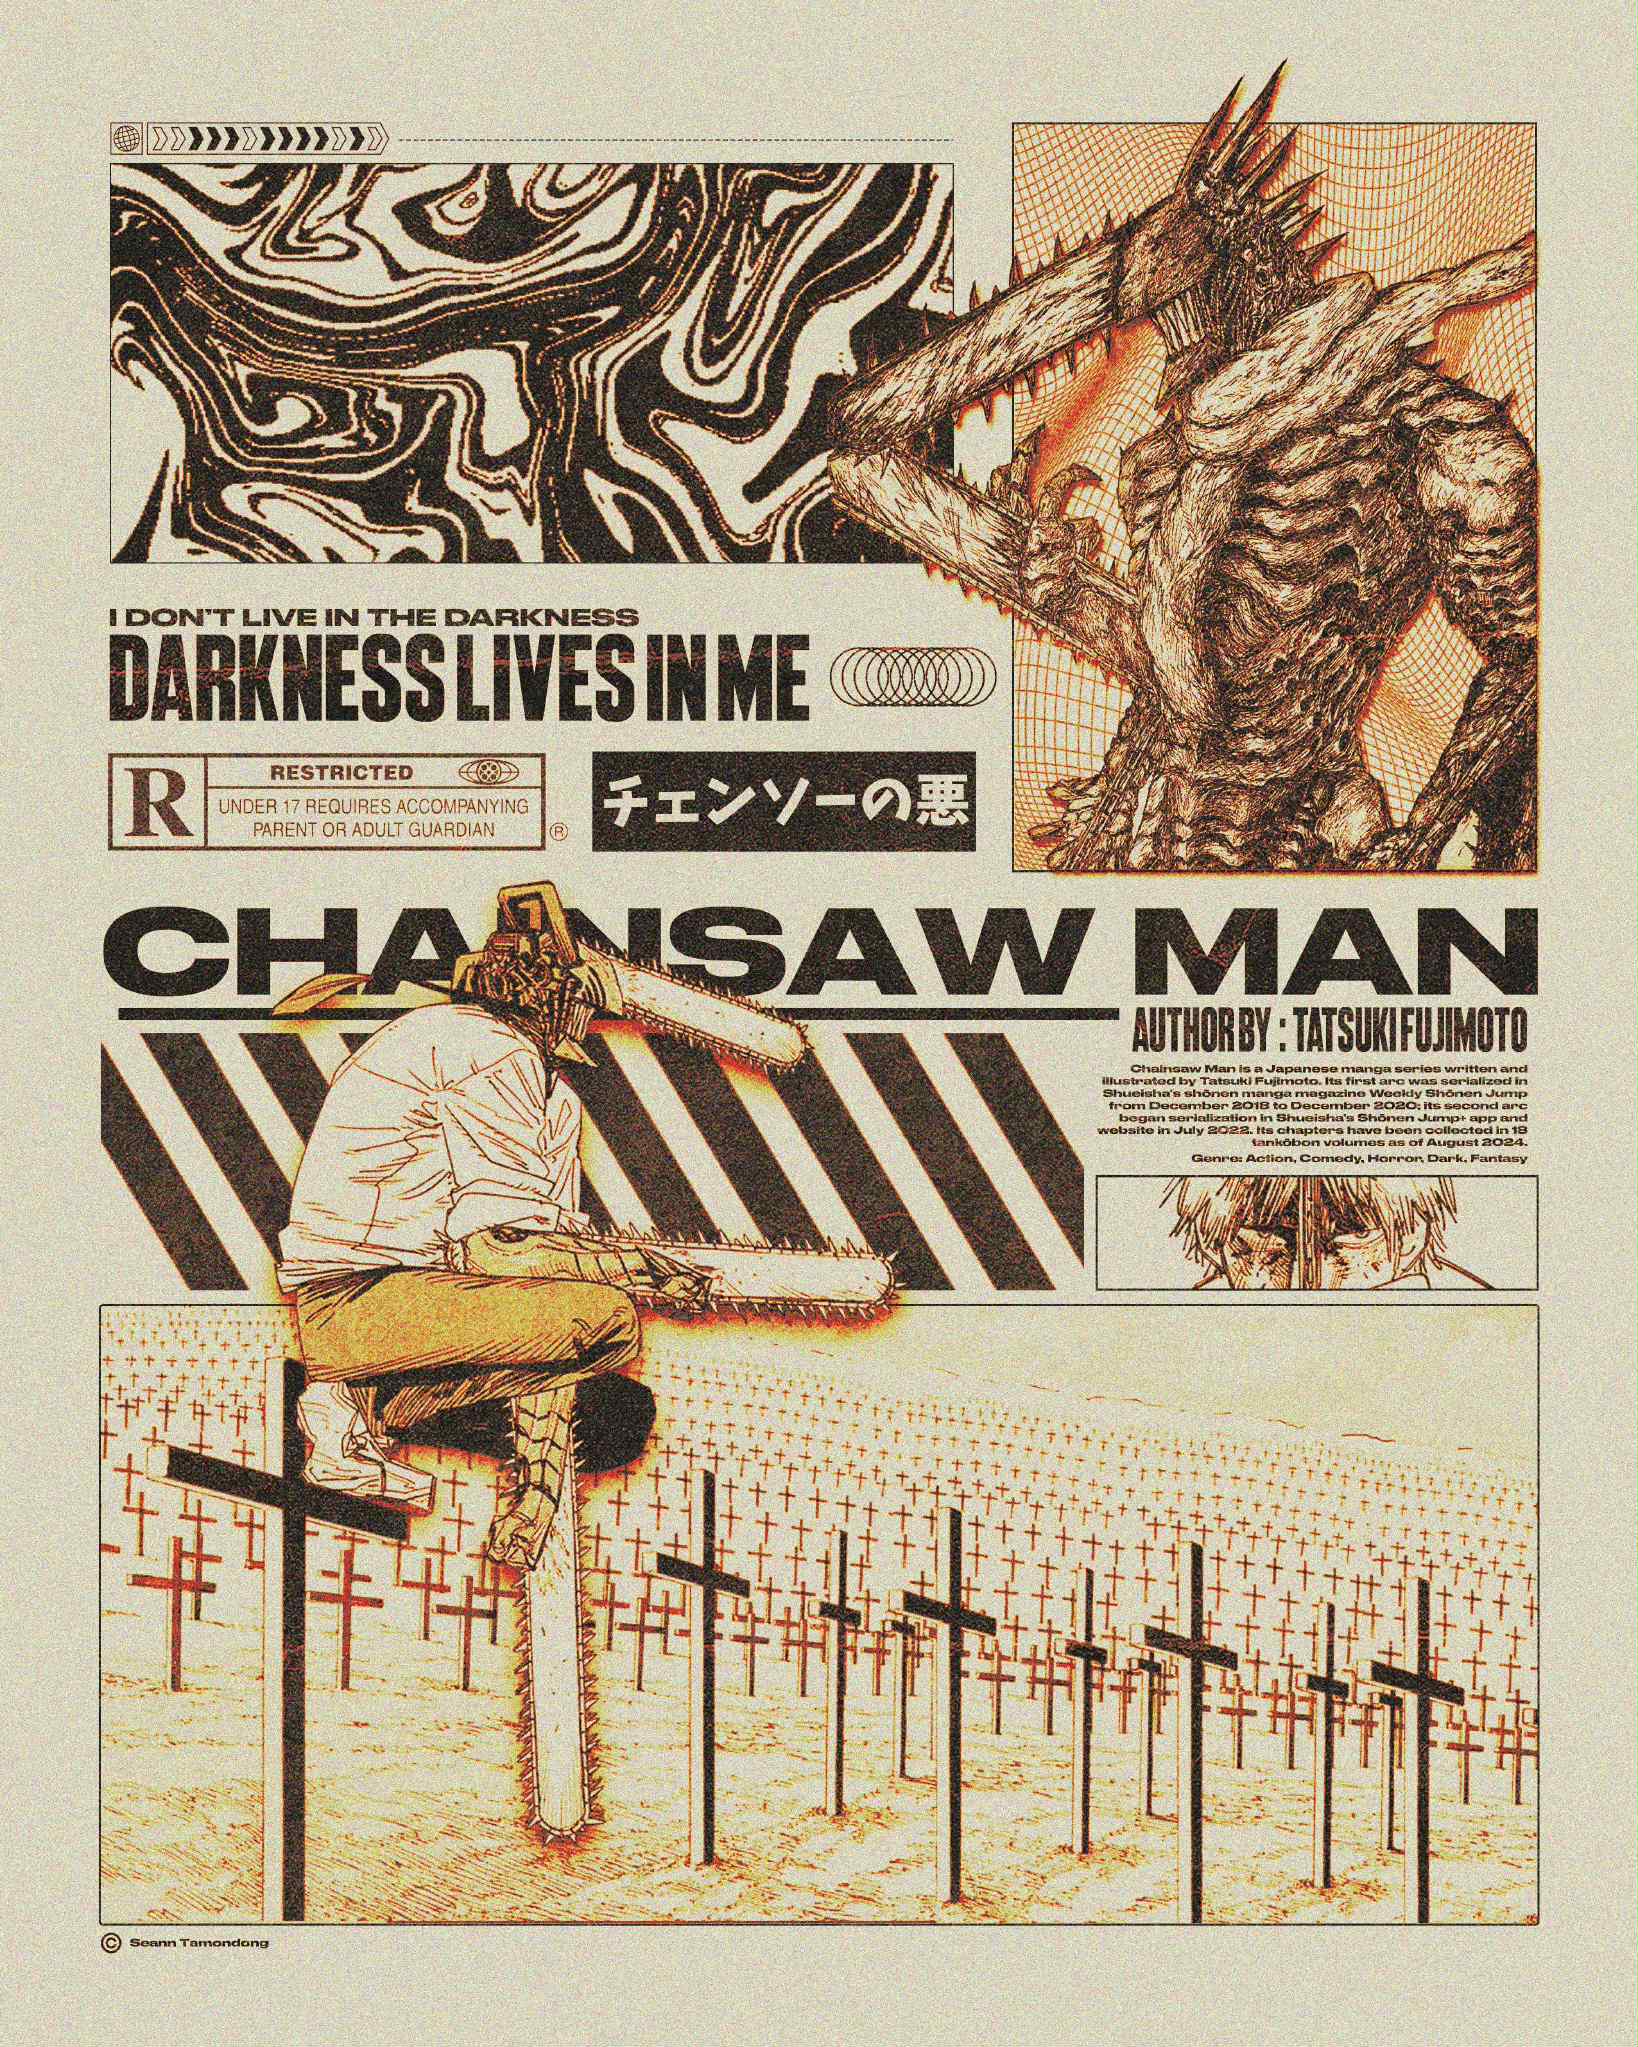 I DON'T LIVE IN THE DARKNESS
DARKNESS LIVES IN ME
R
RESTRICTED
UNDER 17 REQUIRES ACCOMPANYING
PARENT OR ADULT GUARDIAN
®
チェンソーの悪
CHAINSAW MAN
AUTHOR BY : TATSUKI FUJIMOTO
Chainsaw Man is a Japanese manga series written and
illustrated by Tatsuki Fujimoto. Its first arc was serialized in
Shueisha's shōnen manga magazine Weekly Shōnen Jump
from December 2018 to December 2020; its second arc
began serialization in Shueisha's Shōnen Jump+ app and
website in July 2022. Its chapters have been collected in 18
tankōbon volumes as of August 2024.
Genre: Action, Comedy, Horror, Dark, Fantasy
© Seann Tamondong